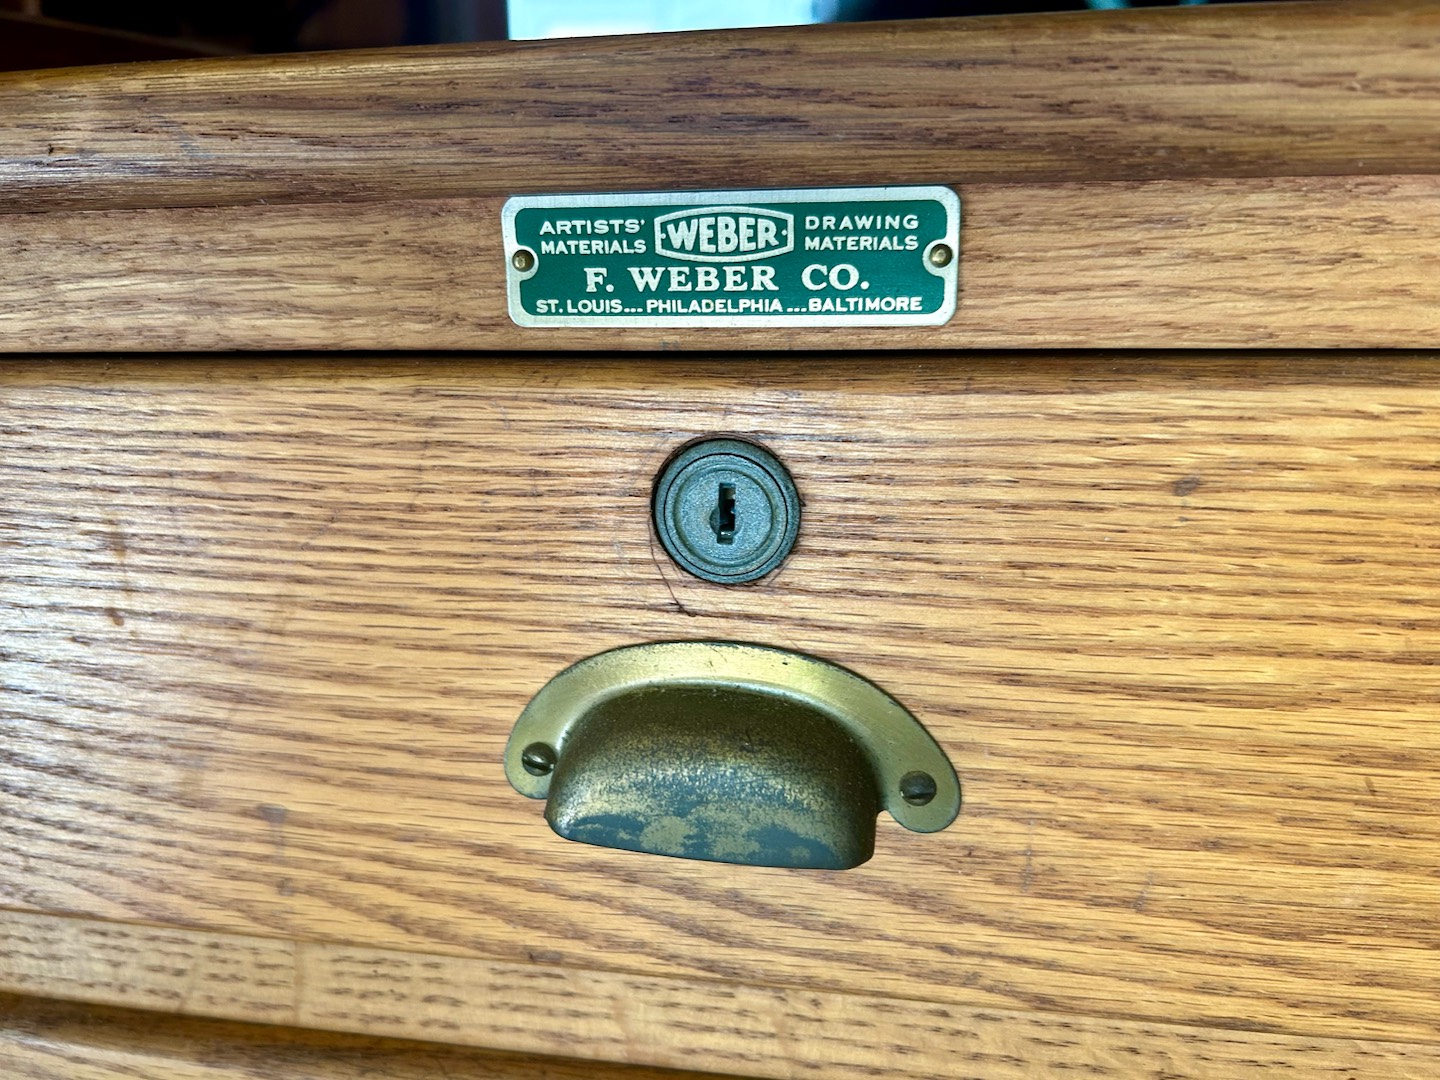 ARTISTS' MATERIALS
WEBER
DRAWING MATERIALS
F. WEBER CO.
ST. LOUIS... PHILADELPHIA ...BALTIMORE